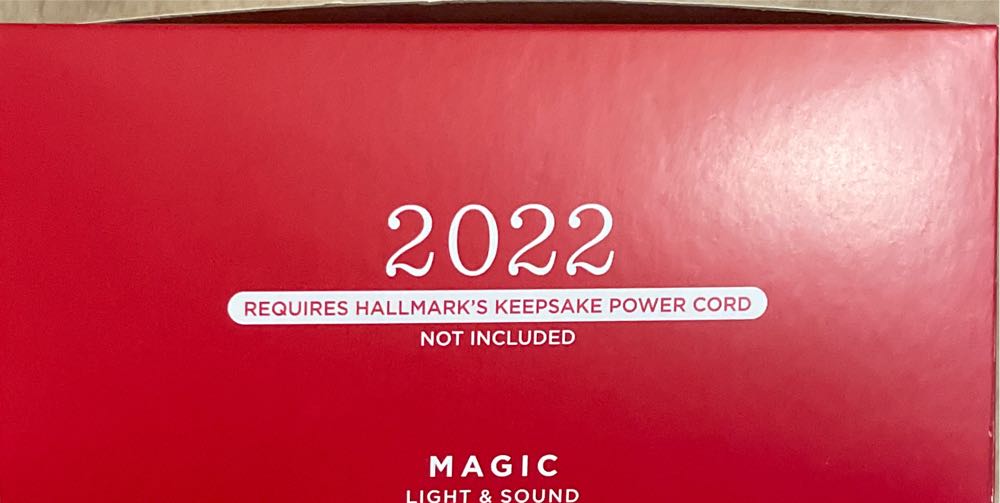 2022
REQUIRES HALLMARK'S KEEPSAKE POWER CORD
NOT INCLUDED
MAGIC
LIGHT & SOUND